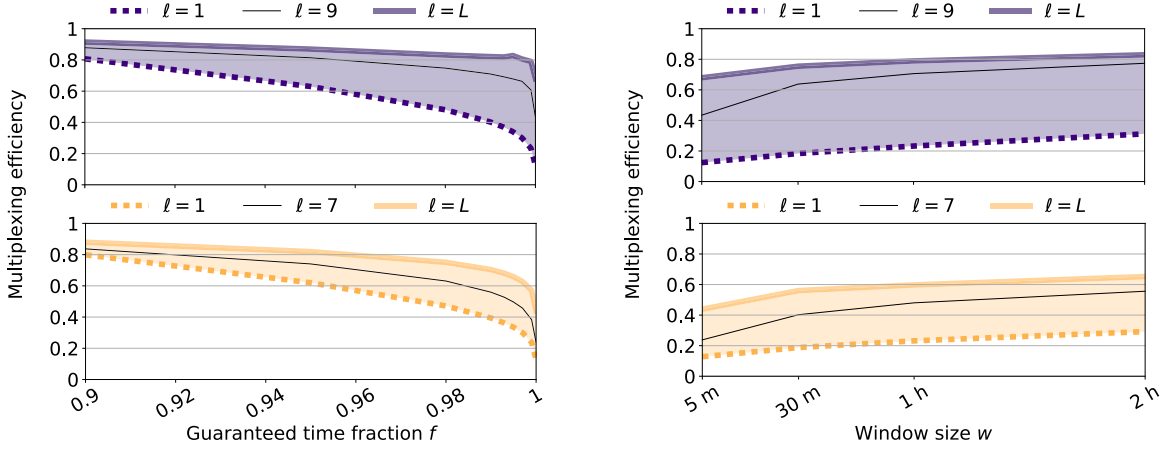 ℓ = 1 ℓ = 9 ℓ = L
Multiplexing efficiency
1
0.8
0.6
0.4
0.2
0
ℓ = 1 ℓ = 7 ℓ = L
Multiplexing efficiency
1
0.8
0.6
0.4
0.2
0
0.9 0.92 0.94 0.96 0.98 1
Guaranteed time fraction f
ℓ = 1 ℓ = 9 ℓ = L
Multiplexing efficiency
1
0.8
0.6
0.4
0.2
0
ℓ = 1 ℓ = 7 ℓ = L
1
0.8
0.6
0.4
0.2
0
5 m 30 m 1 h 2 h
Window size w